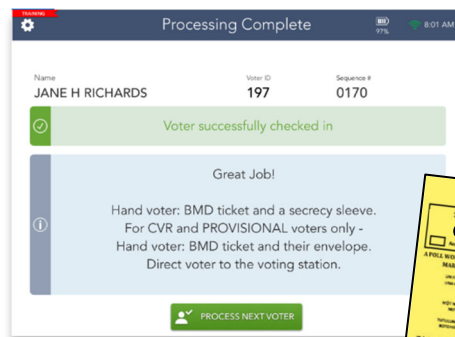 TRAINING
Processing Complete
97%
8:01 AM
Name Voter ID Sequence #
JANE H RICHARDS 197 0170
Voter successfully checked in
Great Job!
Hand voter: BMD ticket and a secrecy sleeve.
For CVR and PROVISIONAL voters only -
Hand voter: BMD ticket and their envelope.
Direct voter to the voting station.
PROCESS NEXT VOTER